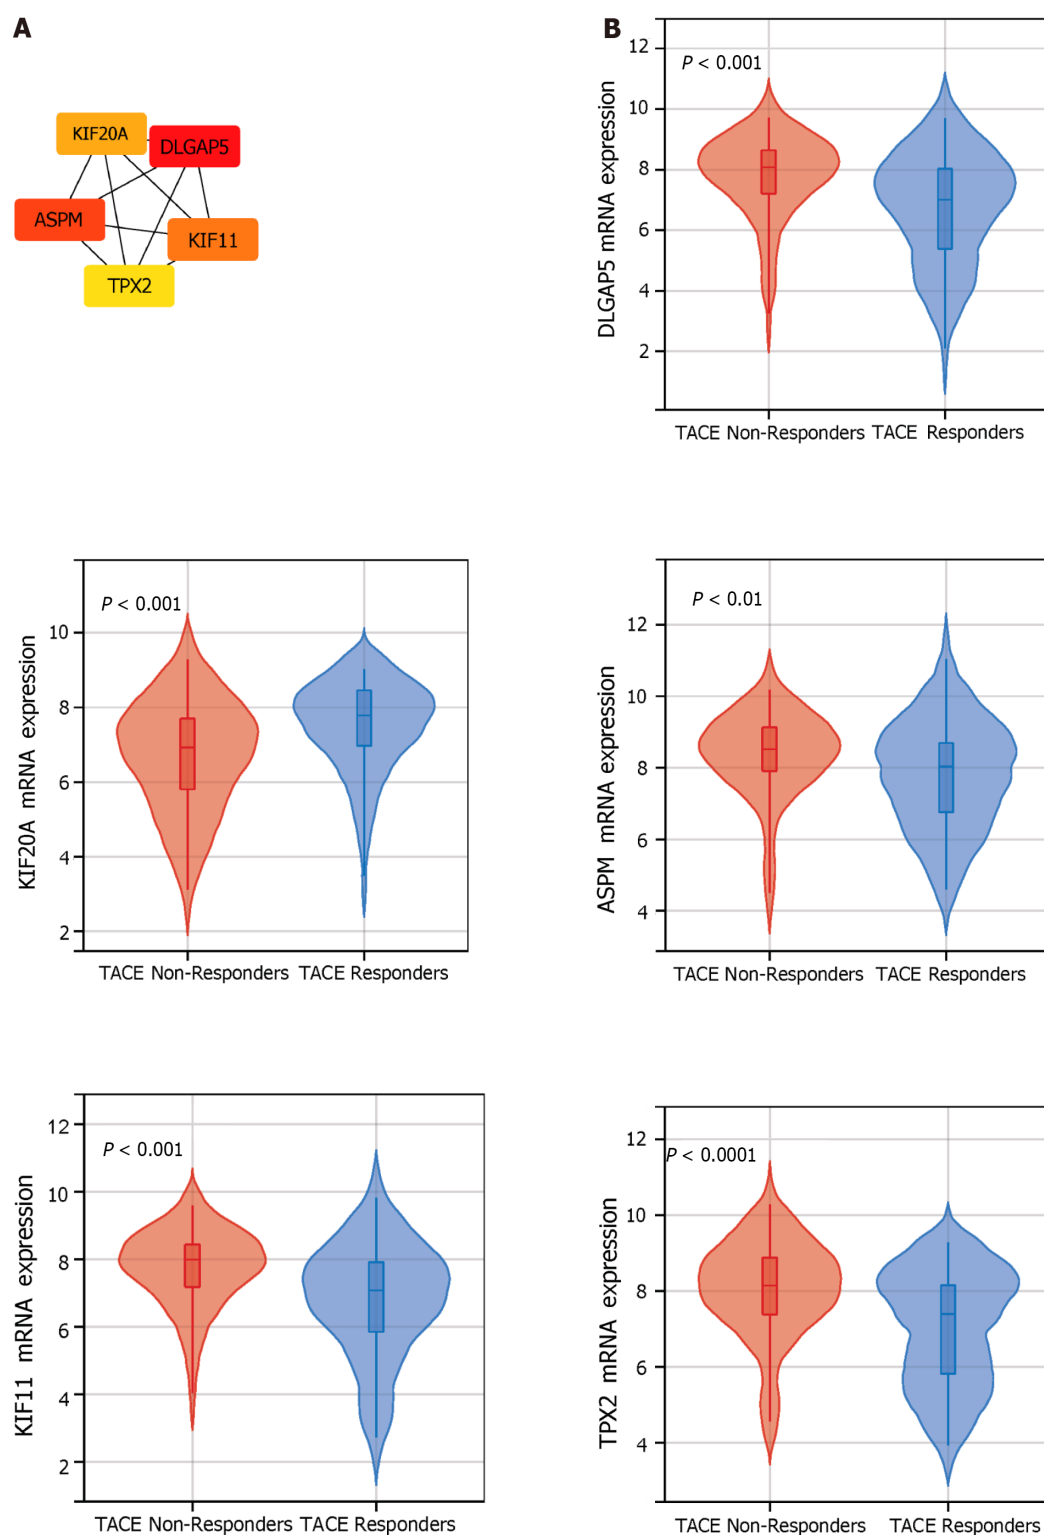 A
KIF20A
DLGAP5
ASPM
KIF11
TPX2
B
P < 0.001
DLGAP5 mRNA expression
12
10
8
6
4
2
TACE Non-Responders TACE Responders
P < 0.001
KIF20A mRNA expression
10
8
6
4
2
TACE Non-Responders TACE Responders
P < 0.01
ASPM mRNA expression
12
10
8
6
4
TACE Non-Responders TACE Responders
P < 0.001
KIF11 mRNA expression
12
10
8
6
4
2
TACE Non-Responders TACE Responders
P < 0.0001
TPX2 mRNA expression
12
10
8
6
4
TACE Non-Responders TACE Responders